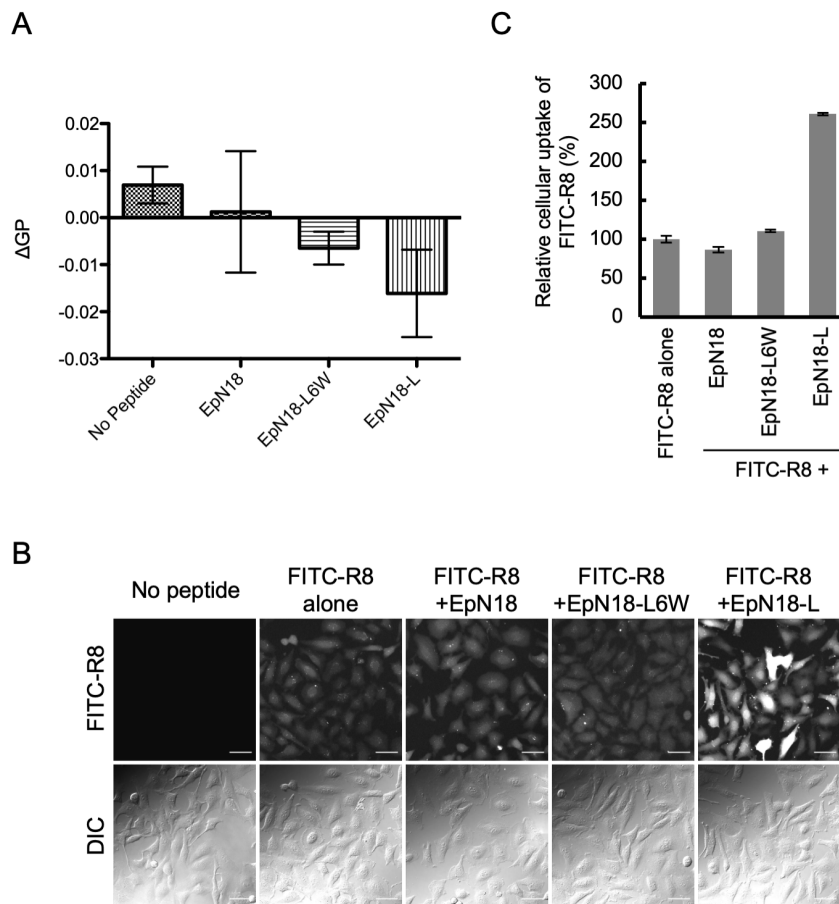 A
0.02
0.01
0.00
-0.01
-0.02
-0.03
ΔGP
No Peptide
EpN18
EpN18-L6W
EpN18-L
C
Relative cellular uptake of
FITC-R8 (%)
300
250
200
150
100
50
0
FITC-R8 alone
EpN18
EpN18-L6W
EpN18-L
FITC-R8 +
B
No peptide
FITC-R8
alone
FITC-R8
+EpN18
FITC-R8
+EpN18-L6W
FITC-R8
+EpN18-L
FITC-R8
DIC